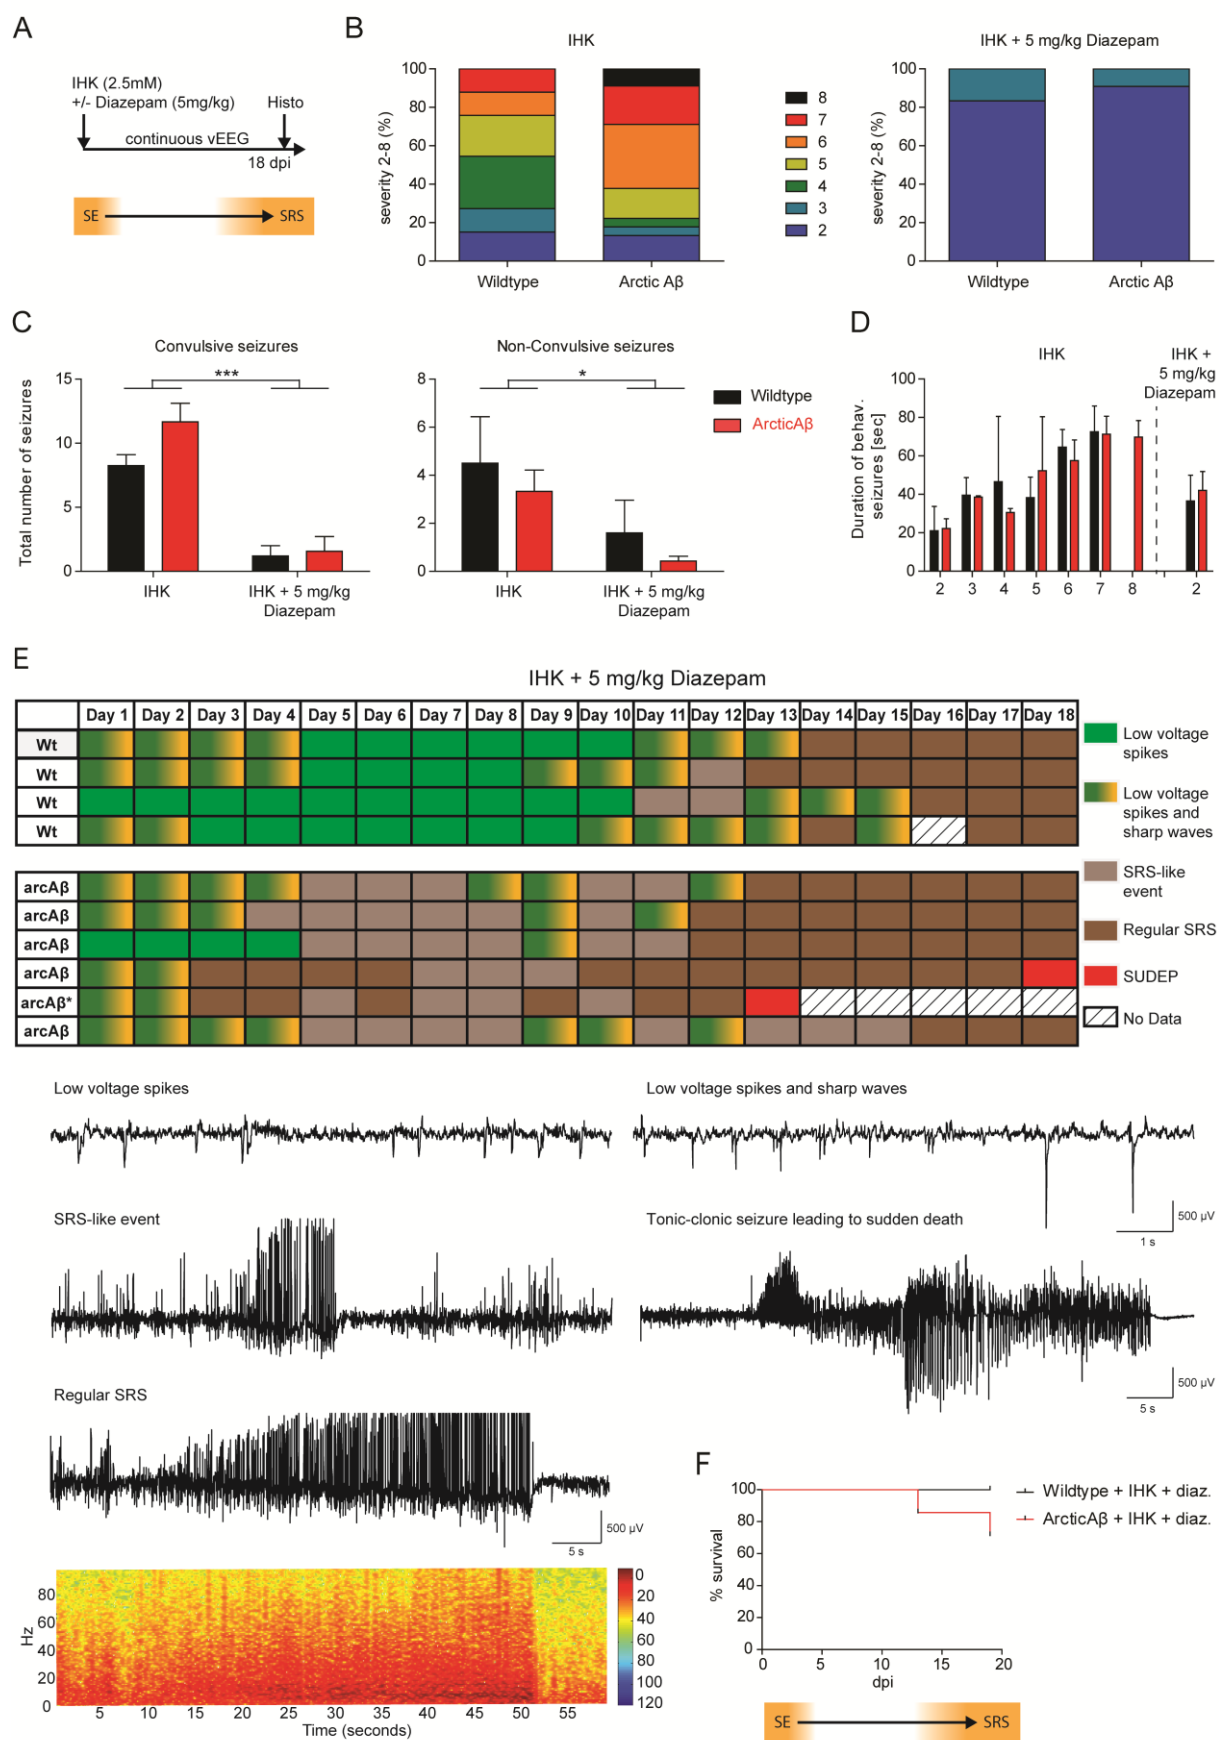 A
IHK (2.5mM)
+/- Diazepam (5mg/kg)
Histo
continuous vEEG
18 dpi
SE
SRS
B
IHK
IHK + 5 mg/kg Diazepam
severity 2-8 (%)
100
80
60
40
20
0
Wildtype
Arctic Aβ
8
7
6
5
4
3
2
severity 2-8 (%)
100
80
60
40
20
0
Wildtype
Arctic Aβ
C
Convulsive seizures
Total number of seizures
15
10
5
0
IHK
IHK + 5 mg/kg
Diazepam
***
Non-Convulsive seizures
8
6
4
2
0
IHK
IHK + 5 mg/kg
Diazepam
*
Wildtype
ArcticAβ
D
IHK
IHK +
5 mg/kg
Diazepam
Duration of behav.
seizures [sec]
100
80
60
40
20
0
2 3 4 5 6 7 8 2
E
IHK + 5 mg/kg Diazepam
Day 1 Day 2 Day 3 Day 4 Day 5 Day 6 Day 7 Day 8 Day 9 Day 10 Day 11 Day 12 Day 13 Day 14 Day 15 Day 16 Day 17 Day 18
Wt
Wt
Wt
Wt
arcAβ
arcAβ
arcAβ
arcAβ
arcAβ*
arcAβ
Low voltage
spikes
Low voltage
spikes and
sharp waves
SRS-like
event
Regular SRS
SUDEP
No Data
Low voltage spikes
Low voltage spikes and sharp waves
500 µV
1 s
SRS-like event
Tonic-clonic seizure leading to sudden death
500 µV
5 s
Regular SRS
500 µV
5 s
Hz
80
60
40
20
0
5 10 15 20 25 30 35 40 45 50 55
Time (seconds)
0
20
40
60
80
100
120
F
% survival
100
80
60
40
20
0
0 5 10 15 20
dpi
Wildtype + IHK + diaz.
ArcticAβ + IHK + diaz.
SE
SRS